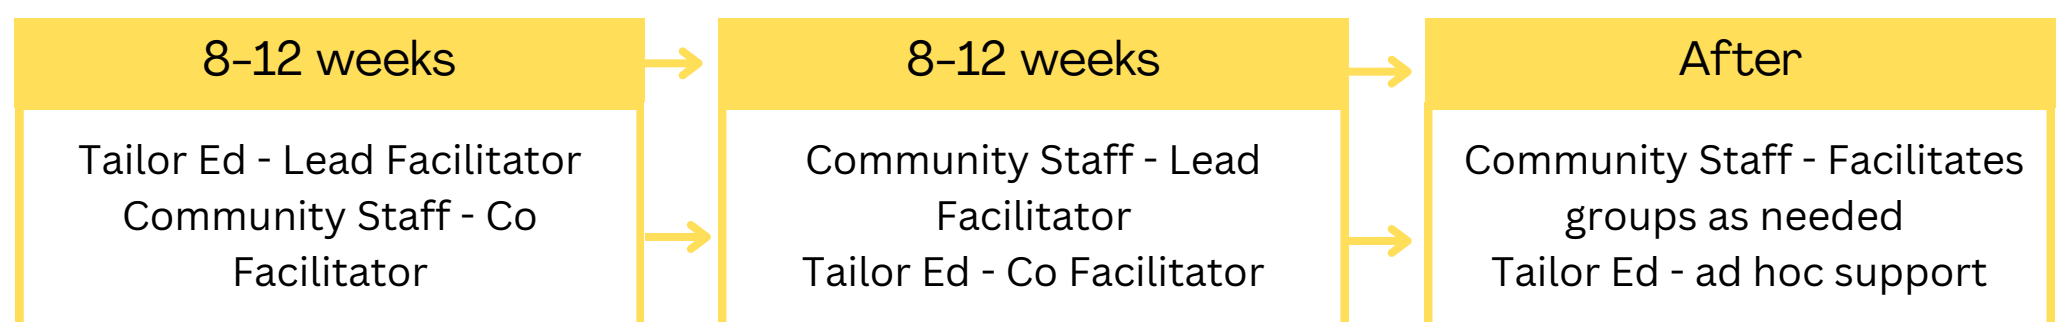 8-12 weeks
Tailor Ed - Lead Facilitator
Community Staff - Co
Facilitator
8-12 weeks
Community Staff - Lead
Facilitator
Tailor Ed - Co Facilitator
After
Community Staff - Facilitates
groups as needed
Tailor Ed - ad hoc support